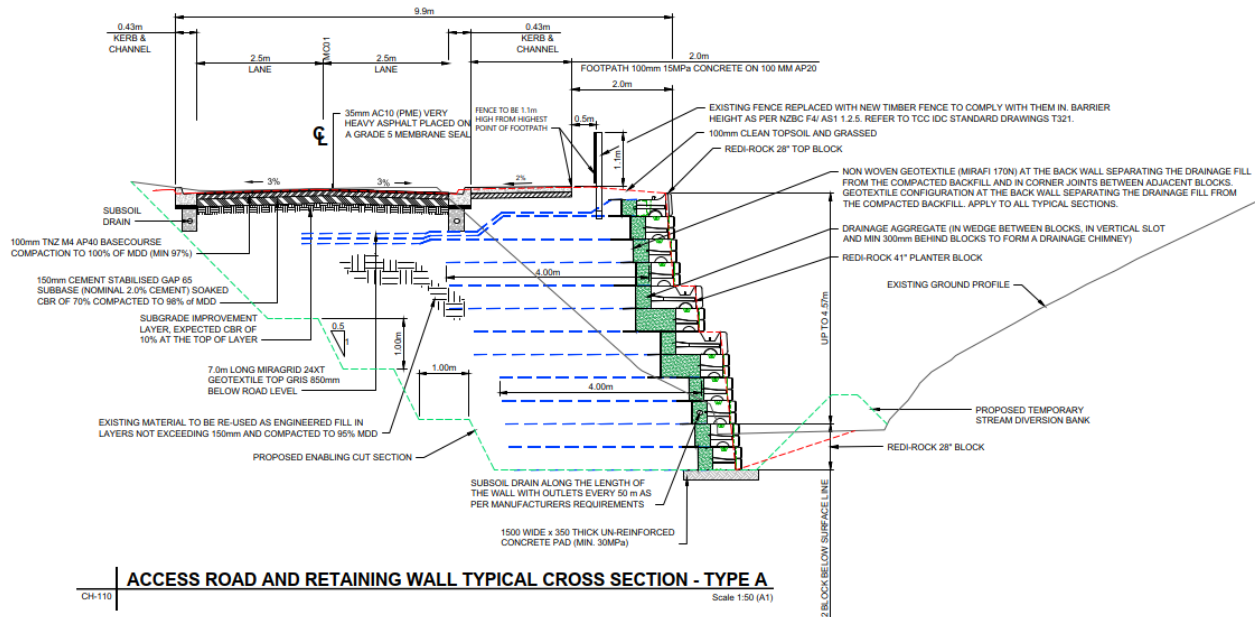 9.9m
0.43m
KERB &
CHANNEL
2.5m
LANE
MC01
2.5m
LANE
0.43m
KERB &
CHANNEL
2.0m
FOOTPATH 100mm 15MPa CONCRETE ON 100 MM AP20
2.0m
35mm AC10 (PME) VERY
HEAVY ASPHALT PLACED ON
A GRADE 5 MEMBRANE SEAL
FENCE TO BE 1.1m
HIGH FROM HIGHEST
POINT OF FOOTPATH
0.5m
1.1m
EXISTING FENCE REPLACED WITH NEW TIMBER FENCE TO COMPLY WITH THEM IN. BARRIER
HEIGHT AS PER NZBC F4/ AS1 1.2.5. REFER TO TCC IDC STANDARD DRAWINGS T321.
100mm CLEAN TOPSOIL AND GRASSED
REDI-ROCK 28" TOP BLOCK
NON WOVEN GEOTEXTILE (MIRAFI 170N) AT THE BACK WALL SEPARATING THE DRAINAGE FILL
FROM THE COMPACTED BACKFILL AND IN CORNER JOINTS BETWEEN ADJACENT BLOCKS.
GEOTEXTILE CONFIGURATION AT THE BACK WALL SEPARATING THE DRAINAGE FILL FROM
THE COMPACTED BACKFILL. APPLY TO ALL TYPICAL SECTIONS.
3%
3%
2%
SUBSOIL
DRAIN
DRAINAGE AGGREGATE (IN WEDGE BETWEEN BLOCKS, IN VERTICAL SLOT
AND MIN 300mm BEHIND BLOCKS TO FORM A DRAINAGE CHIMNEY)
REDI-ROCK 41" PLANTER BLOCK
100mm TNZ M4 AP40 BASECOURSE
COMPACTION TO 100% OF MDD (MIN 97%)
150mm CEMENT STABILISED GAP 65
SUBBASE (NOMINAL 2.0% CEMENT) SOAKED
CBR OF 70% COMPACTED TO 98% of MDD
4.00m
EXISTING GROUND PROFILE
UP TO 4.57m
SUBGRADE IMPROVEMENT
LAYER, EXPECTED CBR OF
10% AT THE TOP OF LAYER
0.5
1
1.00m
7.0m LONG MIRAGRID 24XT
GEOTEXTILE TOP GRIS 850mm
BELOW ROAD LEVEL
1.00m
4.00m
EXISTING MATERIAL TO BE RE-USED AS ENGINEERED FILL IN
LAYERS NOT EXCEEDING 150mm AND COMPACTED TO 95% MDD
PROPOSED TEMPORARY
STREAM DIVERSION BANK
PROPOSED ENABLING CUT SECTION
REDI-ROCK 28" BLOCK
SUBSOIL DRAIN ALONG THE LENGTH OF
THE WALL WITH OUTLETS EVERY 50 m AS
PER MANUFACTURERS REQUIREMENTS
1500 WIDE x 350 THICK UN-REINFORCED
CONCRETE PAD (MIN. 30MPa)
2 BLOCK BELOW SURFACE LINE
ACCESS ROAD AND RETAINING WALL TYPICAL CROSS SECTION - TYPE A
CH-110
Scale 1:50 (A1)